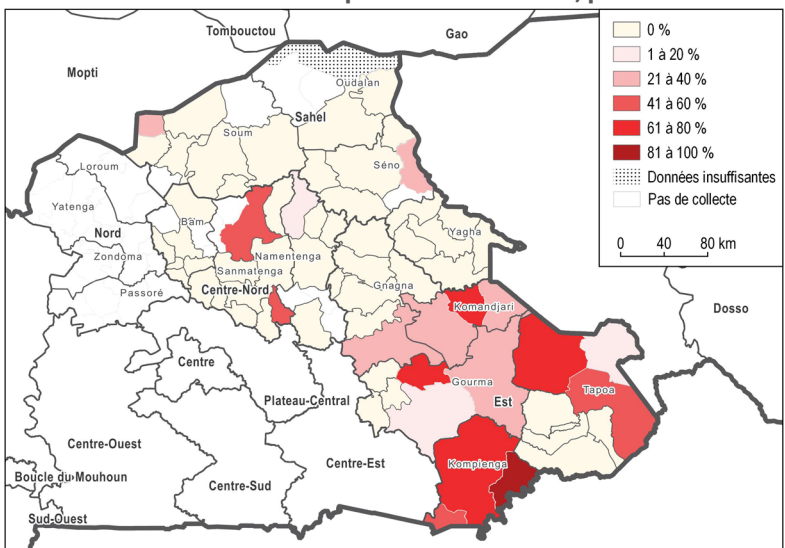 Tombouctou
Gao
Mopti
Oudalan
Sahel
Soum
Séno
Loroum
Yatenga
Bam
Nord
Yagha
Zondoma
Namentenga
Sanmatenga
Passoré
Centre-Nord
Gnagna
Komandjari
Dosso
Centre
Gourma
Tapoa
Plateau-Central
Est
Centre-Ouest
Centre-Est
Kompienga
Boucle du Mouhoun
Centre-Sud
Sud-Ouest
0 %
1 à 20 %
21 à 40 %
41 à 60 %
61 à 80 %
81 à 100 %
Données insuffisantes
Pas de collecte
0 40 80 km